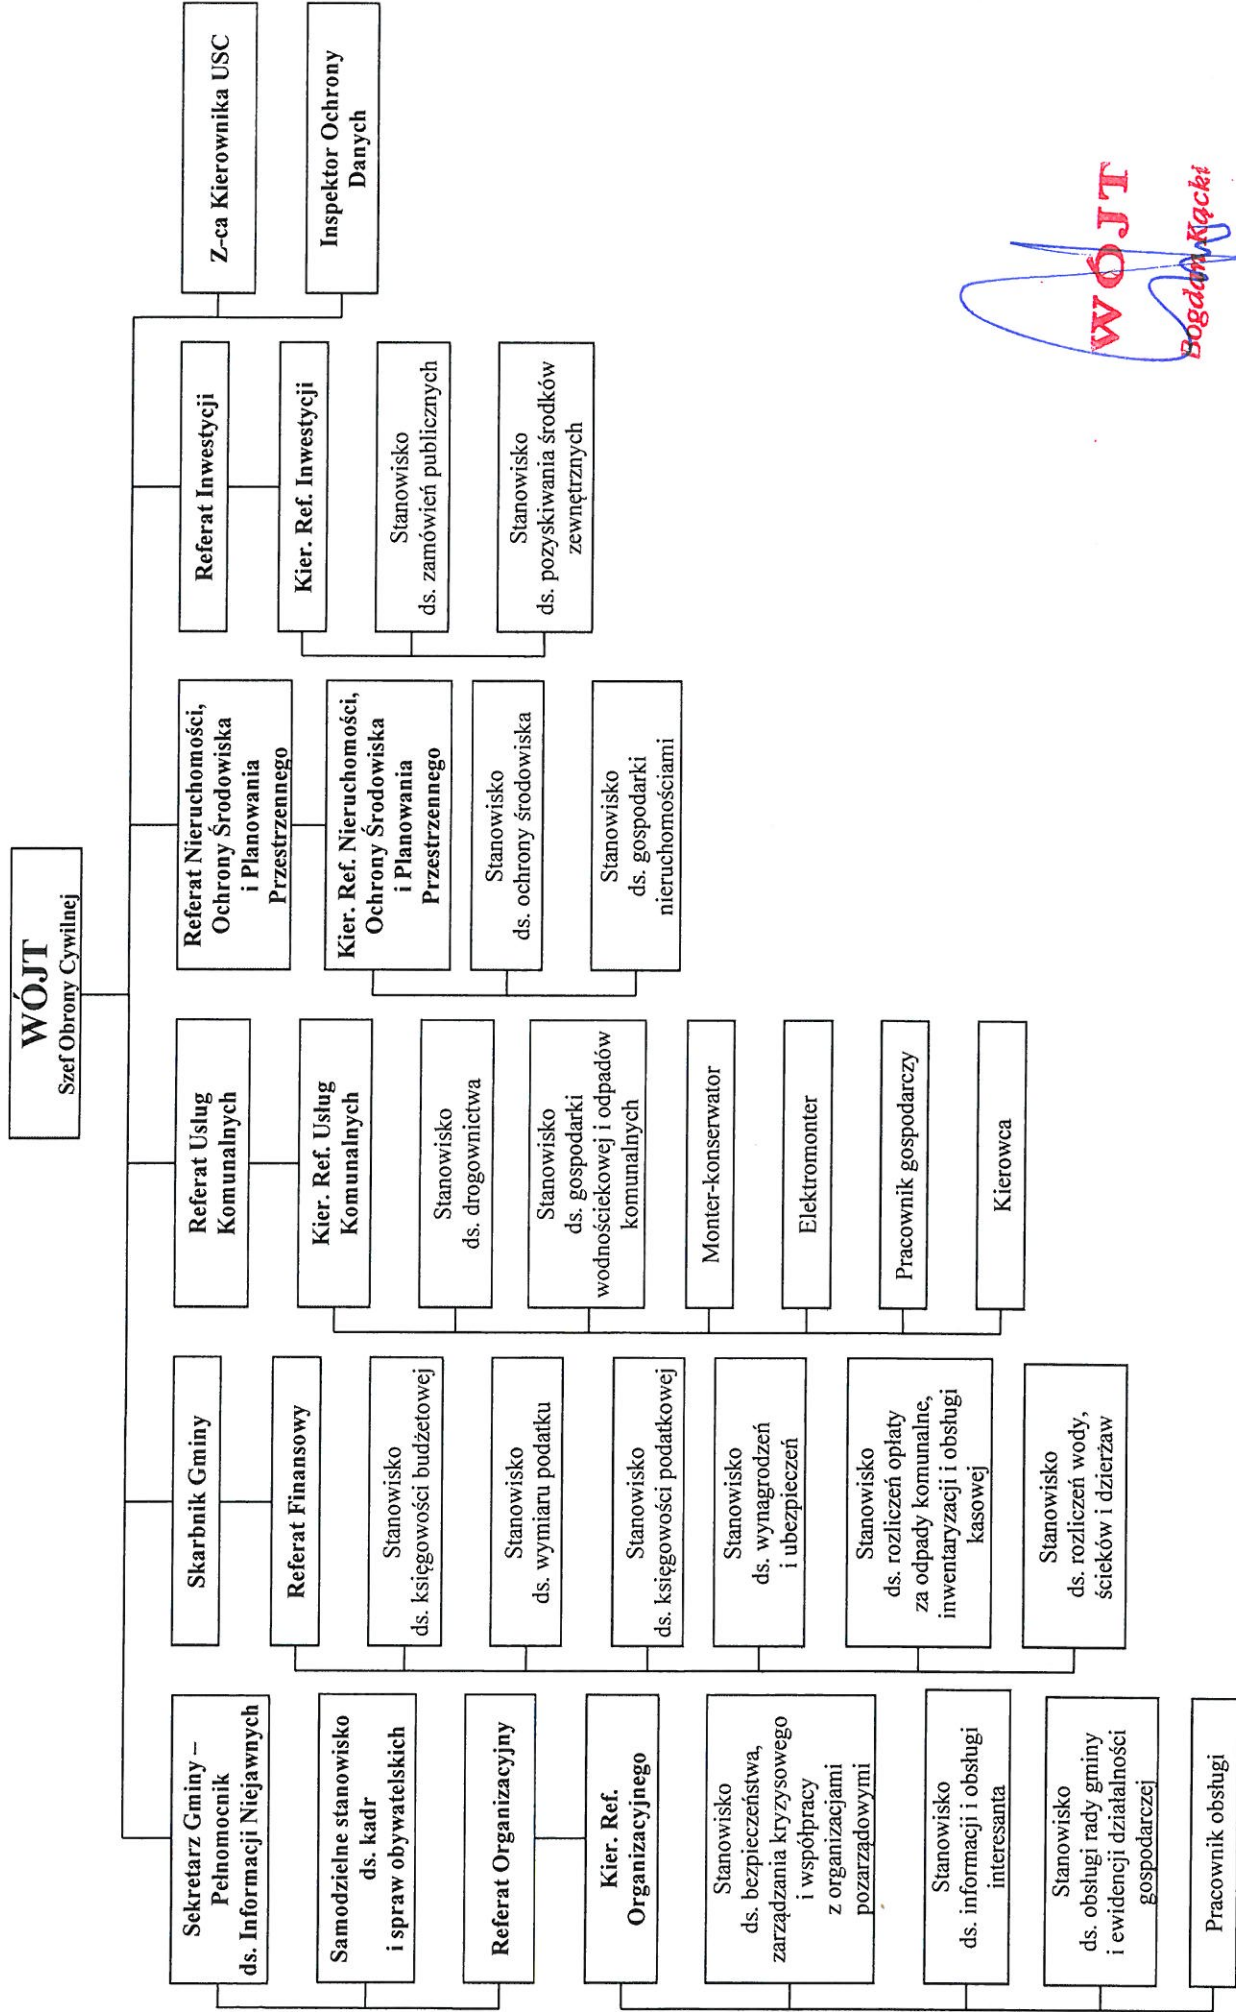 WÓJT
Szef Obrony Cywilnej
Sekretarz Gminy –
Pełnomocnik
ds. Informacji Niejawnych
Samodzielne stanowisko
ds. kadr
i spraw obywatelskich
Referat Organizacyjny
Kier. Ref.
Organizacyjnego
Stanowisko
ds. bezpieczeństwa,
zarządzania kryzysowego
i współpracy
z organizacjami
pozarządowymi
Stanowisko
ds. informacji i obsługi
interesanta
Stanowisko
ds. obsługi rady gminy
i ewidencji działalności
gospodarczej
Pracownik obsługi
Skarbnik Gminy
Referat Finansowy
Stanowisko
ds. księgowości budżetowej
Stanowisko
ds. wymiaru podatku
Stanowisko
ds. księgowości podatkowej
Stanowisko
ds. wynagrodzeń
i ubezpieczeń
Stanowisko
ds. rozliczeń opłaty
za odpady komunalne,
inwentaryzacji i obsługi
kasowej
Stanowisko
ds. rozliczeń wody,
ścieków i dzierżaw
Referat Usług
Komunalnych
Kier. Ref. Usług
Komunalnych
Stanowisko
ds. drogownictwa
Stanowisko
ds. gospodarki
wodnościekowej i odpadów
komunalnych
Monter-konserwator
Elektromonter
Pracownik gospodarczy
Kierowca
Referat Nieruchomości,
Ochrony Środowiska
i Planowania
Przestrzennego
Kier. Ref. Nieruchomości,
Ochrony Środowiska
i Planowania
Przestrzennego
Stanowisko
ds. ochrony środowiska
Stanowisko
ds. gospodarki
nieruchomościami
Referat Inwestycji
Kier. Ref. Inwestycji
Stanowisko
ds. zamówień publicznych
Stanowisko
ds. pozyskiwania środków
zewnętrznych
Z-ca Kierownika USC
Inspektor Ochrony
Danych
WÓJT
Bogdan Kącki